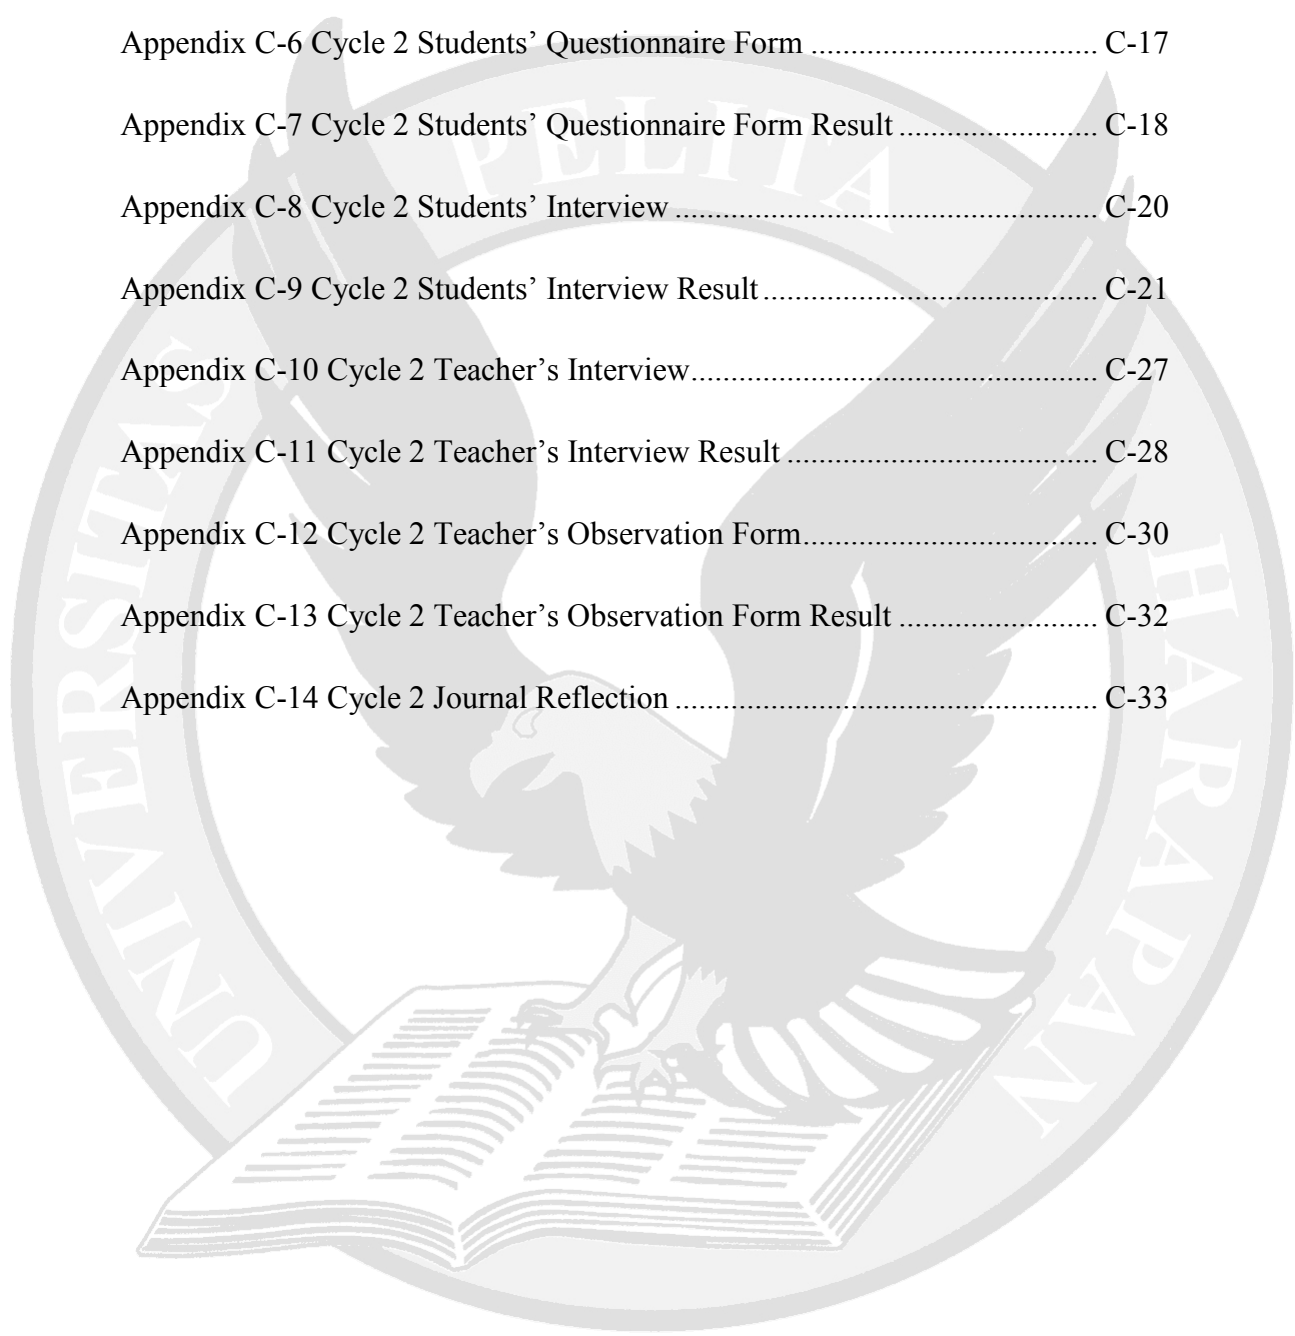 Appendix C-6 Cycle 2 Students’ Questionnaire Form .................................... C-17
Appendix C-7 Cycle 2 Students’ Questionnaire Form Result ......................... C-18
Appendix C-8 Cycle 2 Students’ Interview ..................................................... C-20
Appendix C-9 Cycle 2 Students’ Interview Result .......................................... C-21
Appendix C-10 Cycle 2 Teacher’s Interview................................................... C-27
Appendix C-11 Cycle 2 Teacher’s Interview Result ....................................... C-28
Appendix C-12 Cycle 2 Teacher’s Observation Form..................................... C-30
Appendix C-13 Cycle 2 Teacher’s Observation Form Result ......................... C-32
Appendix C-14 Cycle 2 Journal Reflection ..................................................... C-33
UNIVERSITAS PELITA HARAPAN